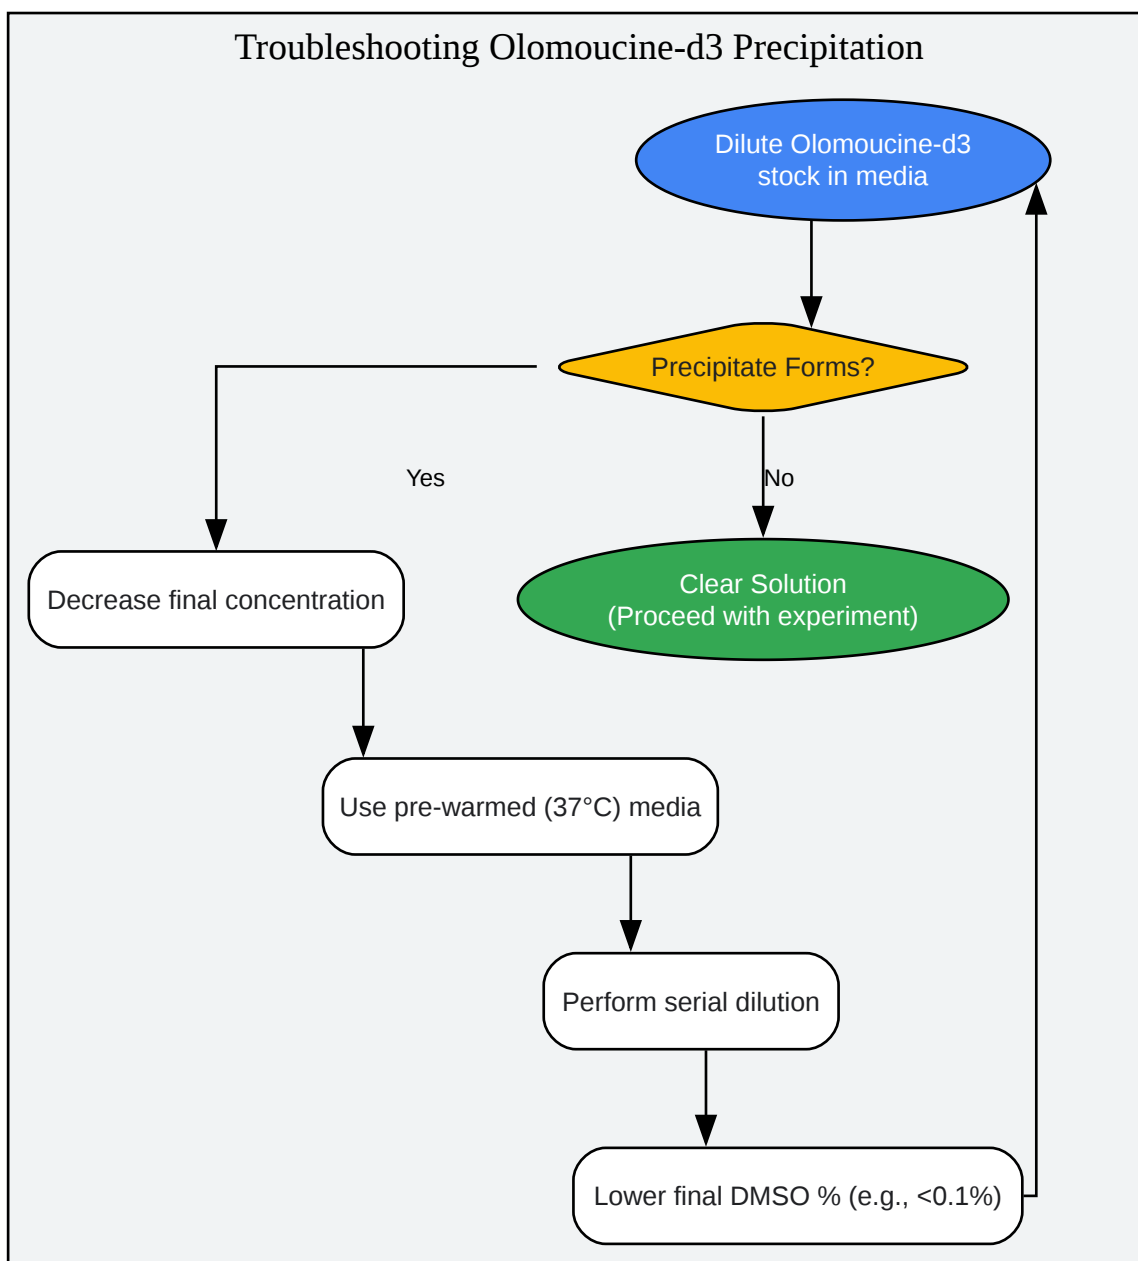 Troubleshooting Olomoucine-d3 Precipitation
Dilute Olomoucine-d3
stock in media
Precipitate Forms?
Yes
No
Decrease final concentration
Clear Solution
(Proceed with experiment)
Use pre-warmed (37°C) media
Perform serial dilution
Lower final DMSO % (e.g., <0.1%)